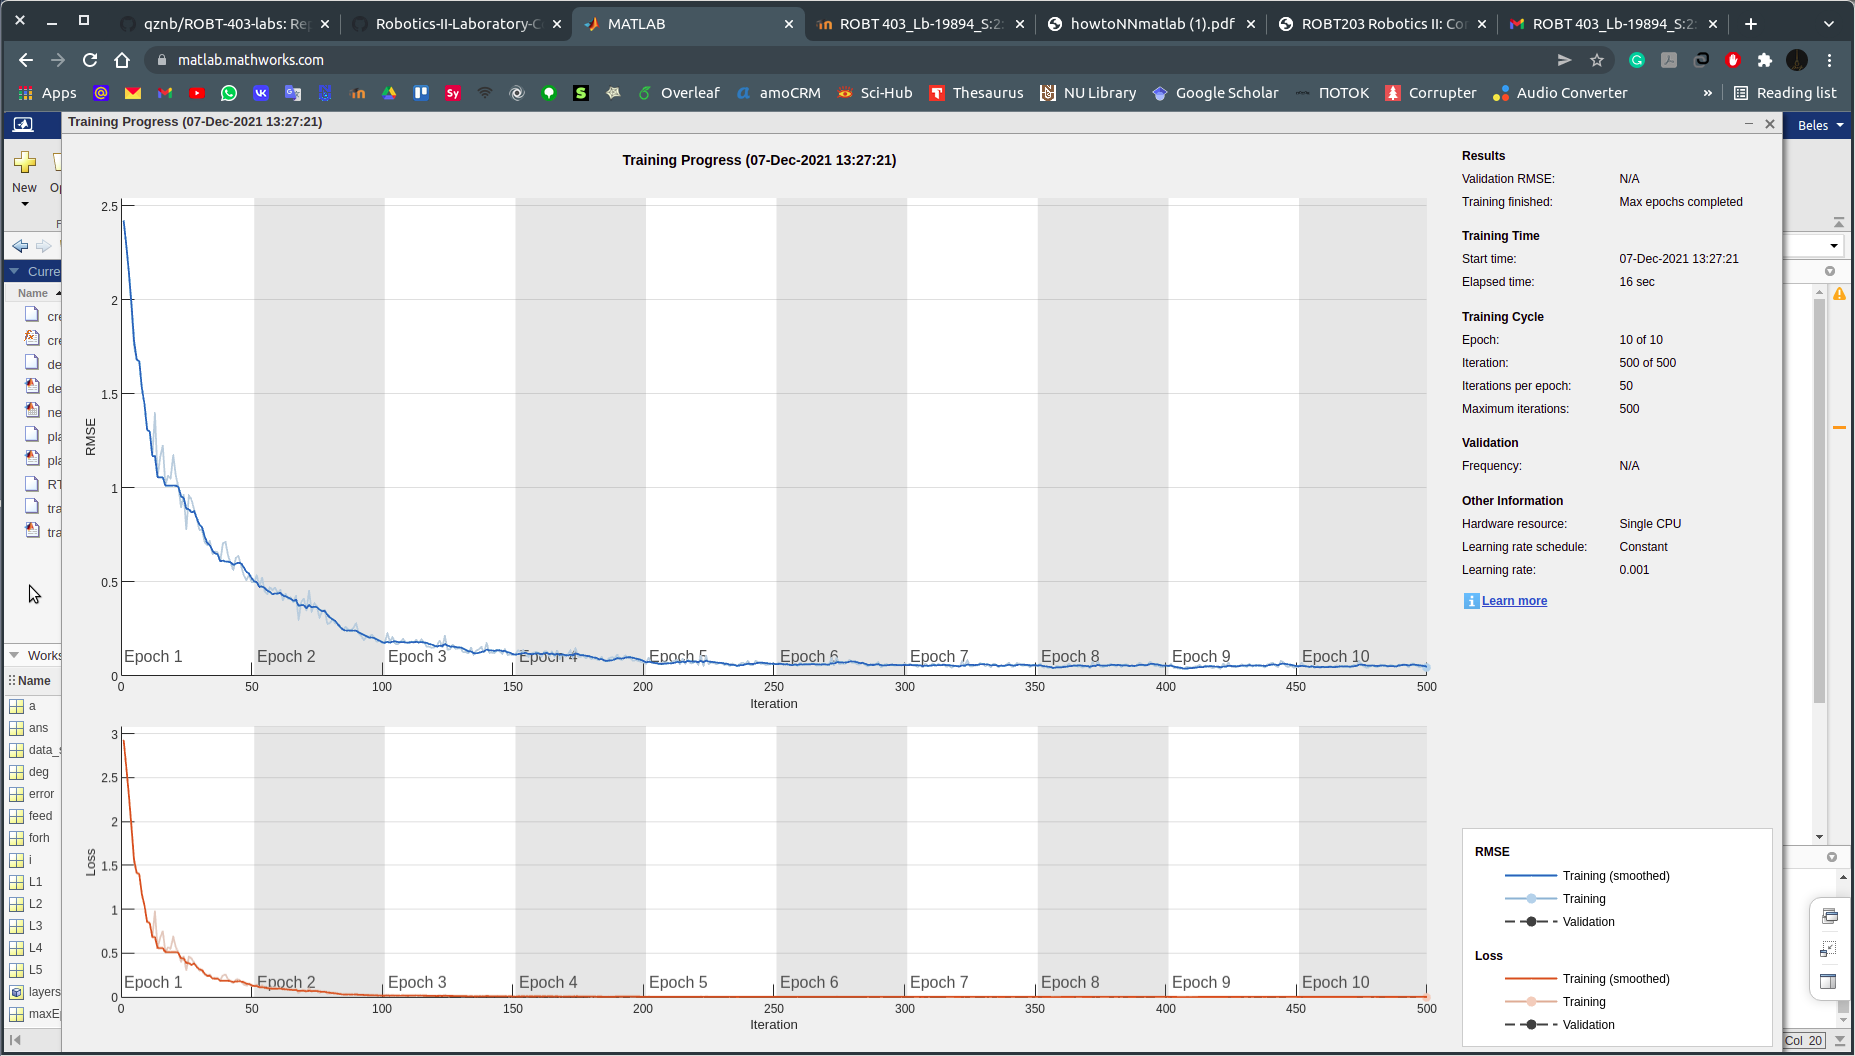 qznb/ROBT-403-labs: Re
Robotics-II-Laboratory-C
MATLAB
ROBT 403_Lb-19894_S:2
howtoNNmatlab (1).pdf
ROBT203 Robotics II: Co
ROBT 403_Lb-19894_S:2
matlab.mathworks.com
Apps
Overleaf
amoCRM
Sci-Hub
Thesaurus
NU Library
Google Scholar
ПОТОК
Corrupter
Audio Converter
»
Reading list
Training Progress (07-Dec-2021 13:27:21)
Beles
New
Op
F
Curre
Name
cre
cre
de
de
ne
pla
pla
RT
tra
tra
Works
Name
a
ans
data_s
deg
error
feed
forh
i
L1
L2
L3
L4
L5
layers
maxEp
Training Progress (07-Dec-2021 13:27:21)
RMSE
2.5
2
1.5
1
0.5
0
Epoch 1 Epoch 2 Epoch 3 Epoch 4 Epoch 5 Epoch 6 Epoch 7 Epoch 8 Epoch 9 Epoch 10
0 50 100 150 200 250 300 350 400 450 500
Iteration
Loss
3
2.5
2
1.5
1
0.5
0
Epoch 1 Epoch 2 Epoch 3 Epoch 4 Epoch 5 Epoch 6 Epoch 7 Epoch 8 Epoch 9 Epoch 10
0 50 100 150 200 250 300 350 400 450 500
Iteration
Results
Validation RMSE: N/A
Training finished: Max epochs completed
Training Time
Start time: 07-Dec-2021 13:27:21
Elapsed time: 16 sec
Training Cycle
Epoch: 10 of 10
Iteration: 500 of 500
Iterations per epoch: 50
Maximum iterations: 500
Validation
Frequency: N/A
Other Information
Hardware resource: Single CPU
Learning rate schedule: Constant
Learning rate: 0.001
Learn more
RMSE
Training (smoothed)
Training
Validation
Loss
Training (smoothed)
Training
Validation
Col 20